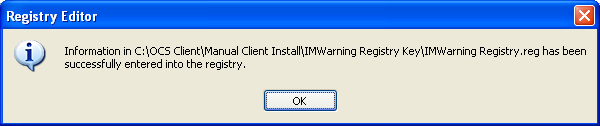 Registry Editor
Information in C:\OCS Client\Manual Client Install\IMWarning Registry Key\IMWarning Registry.reg has been
successfully entered into the registry.
OK